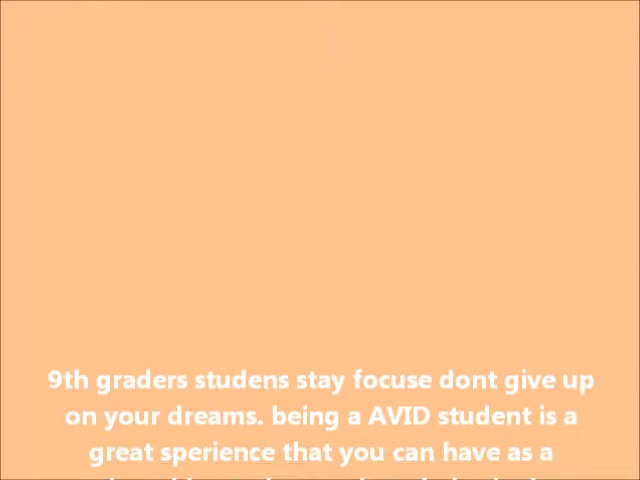 9th graders studens stay focuse dont give up
on your dreams. being a AVID student is a
great sperience that you can have as a